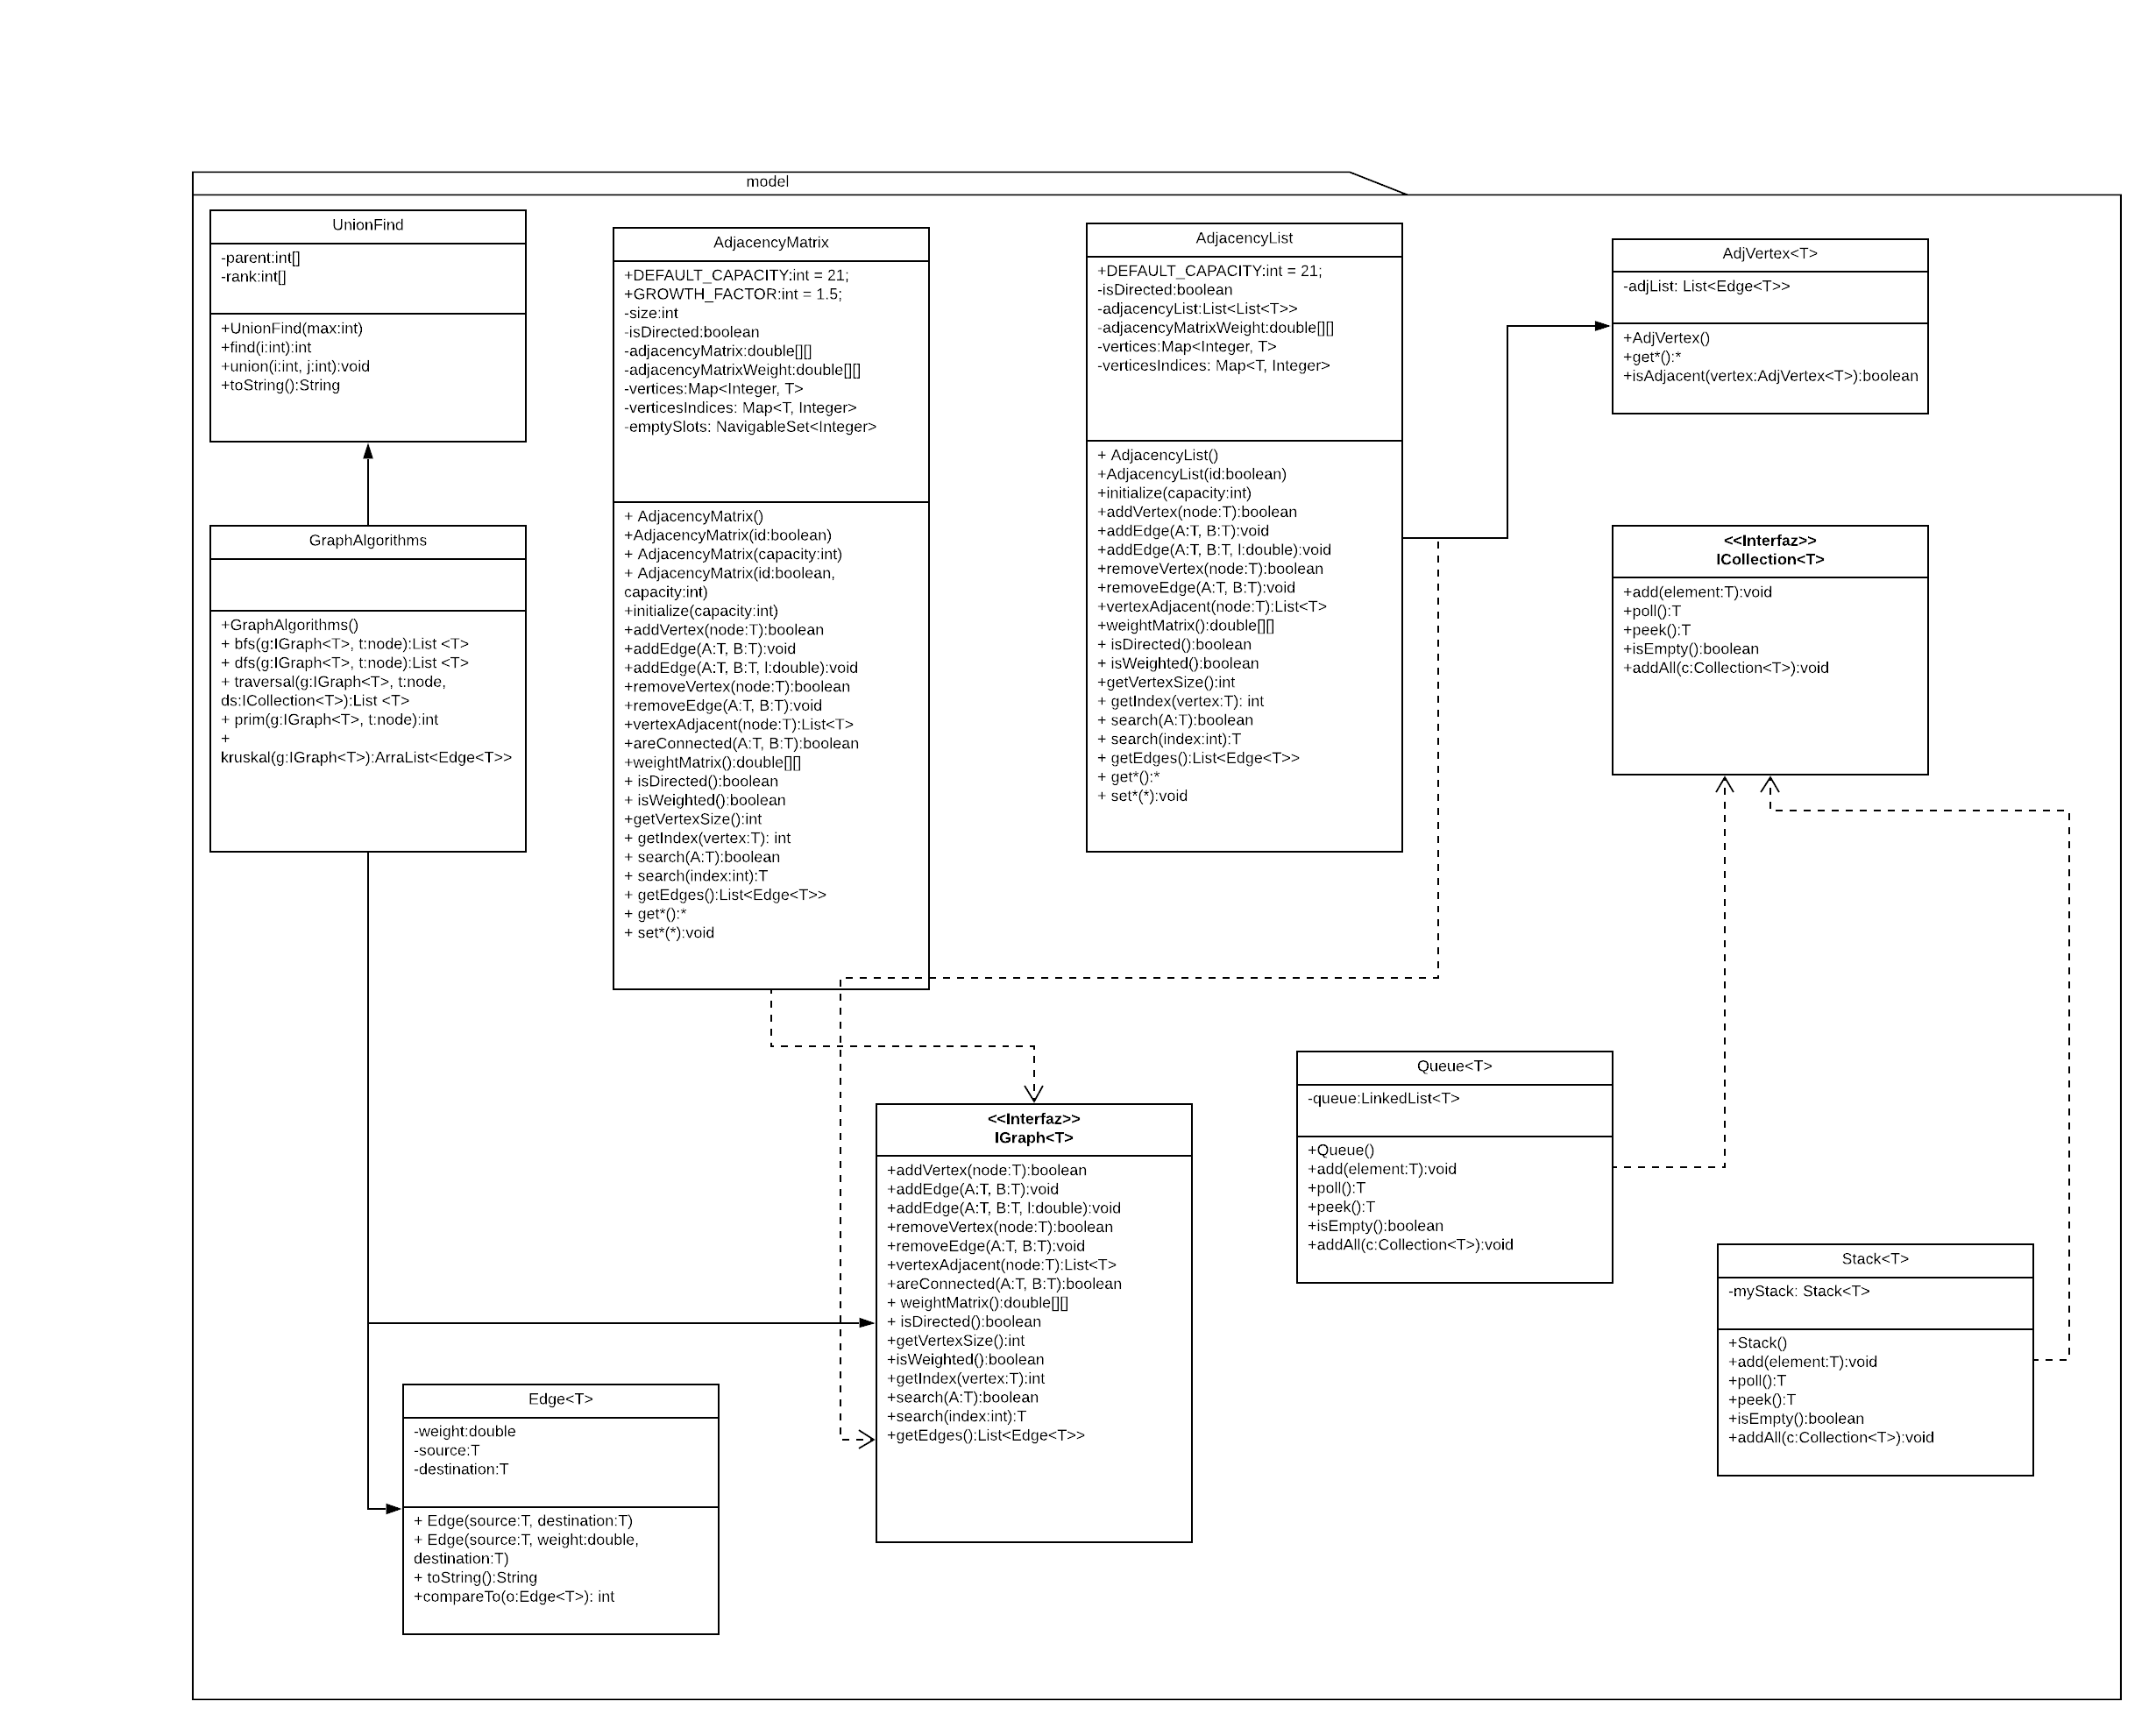 model
UnionFind
-parent:int[]
-rank:int[]
+UnionFind(max:int)
+find(i:int):int
+union(i:int, j:int):void
+toString():String
AdjacencyMatrix
+DEFAULT_CAPACITY:int = 21;
+GROWTH_FACTOR:int = 1.5;
-size:int
-isDirected:boolean
-adjacencyMatrix:double[][]
-adjacencyMatrixWeight:double[][]
-vertices:Map<Integer, T>
-verticesIndices: Map<T, Integer>
-emptySlots: NavigableSet<Integer>
+ AdjacencyMatrix()
+AdjacencyMatrix(id:boolean)
+ AdjacencyMatrix(capacity:int)
+ AdjacencyMatrix(id:boolean,
capacity:int)
+initialize(capacity:int)
+addVertex(node:T):boolean
+addEdge(A:T, B:T):void
+addEdge(A:T, B:T, l:double):void
+removeVertex(node:T):boolean
+removeEdge(A:T, B:T):void
+vertexAdjacent(node:T):List<T>
+areConnected(A:T, B:T):boolean
+weightMatrix():double[][]
+ isDirected():boolean
+ isWeighted():boolean
+getVertexSize():int
+ getIndex(vertex:T): int
+ search(A:T):boolean
+ search(index:int):T
+ getEdges():List<Edge<T>>
+ get*():*
+ set*(*):void
AdjacencyList
+DEFAULT_CAPACITY:int = 21;
-isDirected:boolean
-adjacencyList:List<List<T>>
-adjacencyMatrixWeight:double[][]
-vertices:Map<Integer, T>
-verticesIndices: Map<T, Integer>
+ AdjacencyList()
+AdjacencyList(id:boolean)
+initialize(capacity:int)
+addVertex(node:T):boolean
+addEdge(A:T, B:T):void
+addEdge(A:T, B:T, l:double):void
+removeVertex(node:T):boolean
+removeEdge(A:T, B:T):void
+vertexAdjacent(node:T):List<T>
+weightMatrix():double[][]
+ isDirected():boolean
+ isWeighted():boolean
+getVertexSize():int
+ getIndex(vertex:T): int
+ search(A:T):boolean
+ search(index:int):T
+ getEdges():List<Edge<T>>
+ get*():*
+ set*(*):void
AdjVertex<T>
-adjList: List<Edge<T>>
+AdjVertex()
+get*():*
+isAdjacent(vertex:AdjVertex<T>):boolean
GraphAlgorithms
+GraphAlgorithms()
+ bfs(g:IGraph<T>, t:node):List <T>
+ dfs(g:IGraph<T>, t:node):List <T>
+ traversal(g:IGraph<T>, t:node,
ds:ICollection<T>):List <T>
+ prim(g:IGraph<T>, t:node):int
+
kruskal(g:IGraph<T>):ArraList<Edge<T>>
<<Interfaz>>
ICollection<T>
+add(element:T):void
+poll():T
+peek():T
+isEmpty():boolean
+addAll(c:Collection<T>):void
<<Interfaz>>
IGraph<T>
+addVertex(node:T):boolean
+addEdge(A:T, B:T):void
+addEdge(A:T, B:T, l:double):void
+removeVertex(node:T):boolean
+removeEdge(A:T, B:T):void
+vertexAdjacent(node:T):List<T>
+areConnected(A:T, B:T):boolean
+ weightMatrix():double[][]
+ isDirected():boolean
+getVertexSize():int
+isWeighted():boolean
+getIndex(vertex:T):int
+search(A:T):boolean
+search(index:int):T
+getEdges():List<Edge<T>>
Queue<T>
-queue:LinkedList<T>
+Queue()
+add(element:T):void
+poll():T
+peek():T
+isEmpty():boolean
+addAll(c:Collection<T>):void
Stack<T>
-myStack: Stack<T>
+Stack()
+add(element:T):void
+poll():T
+peek():T
+isEmpty():boolean
+addAll(c:Collection<T>):void
Edge<T>
-weight:double
-source:T
-destination:T
+ Edge(source:T, destination:T)
+ Edge(source:T, weight:double,
destination:T)
+ toString():String
+compareTo(o:Edge<T>): int